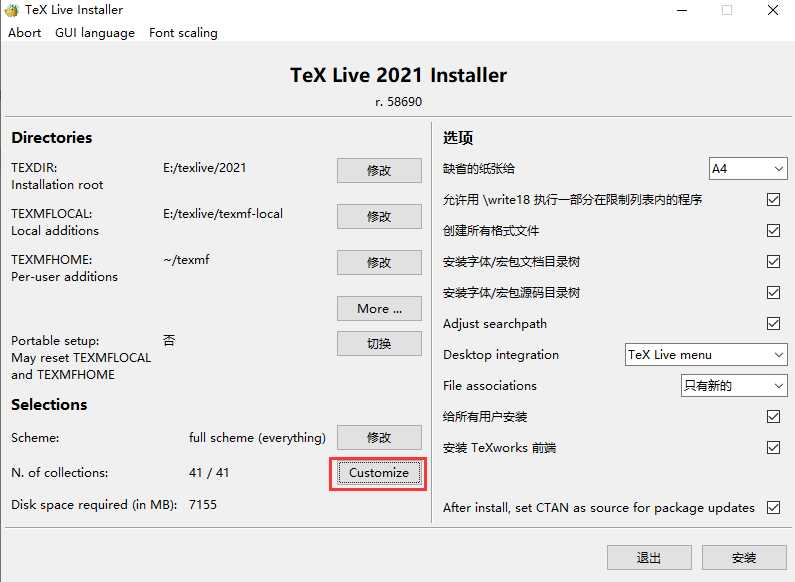 TeX Live Installer
Abort GUI language Font scaling
TeX Live 2021 Installer
r. 58690
Directories
TEXDIR: E:/texlive/2021 修改
Installation root
TEXMFLOCAL: E:/texlive/texmf-local 修改
Local additions
TEXMFHOME: ~/texmf 修改
Per-user additions
More ...
Portable setup: 否 切换
May reset TEXMFLOCAL
and TEXMFHOME
Selections
Scheme: full scheme (everything) 修改
N. of collections: 41 / 41 Customize
Disk space required (in MB): 7155
选项
缺省的纸张给 A4
允许用 \write18 执行一部分在限制列表内的程序
创建所有格式文件
安装字体/宏包文档目录树
安装字体/宏包源码目录树
Adjust searchpath
Desktop integration TeX Live menu
File associations 只有新的
给所有用户安装
安装 TeXworks 前端
After install, set CTAN as source for package updates
退出 安装